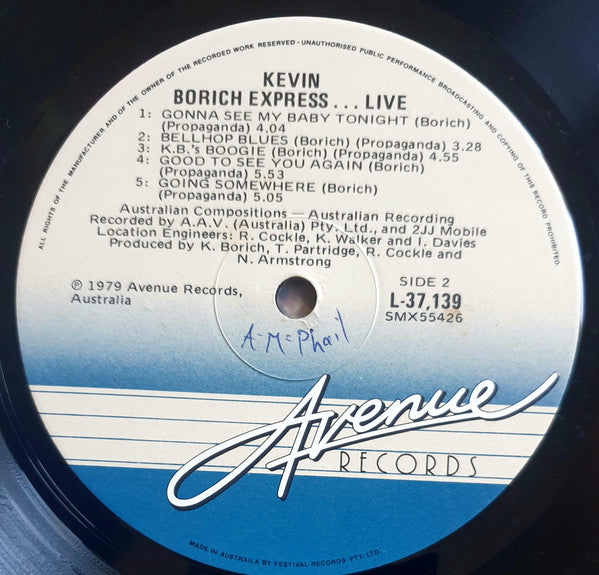 ALL RIGHTS OF THE MANUFACTURER AND OF THE OWNER OF THE RECORDED WORK RESERVED - UNAUTHORISED PUBLIC PERFORMANCE BROADCASTING AND COPYING OF THIS RECORD PROHIBITED
KEVIN
BORICH EXPRESS... LIVE
1: GONNA SEE MY BABY TONIGHT (Borich)
(Propaganda) 4.04
2: BELLHOP BLUES (Borich) (Propaganda) 3.28
3: K.B.'s BOOGIE (Borich) (Propaganda) 4.55
4: GOOD TO SEE YOU AGAIN (Borich)
(Propaganda) 5.53
5: GOING SOMEWHERE (Borich)
(Propaganda) 5.05
Australian Compositions — Australian Recording
Recorded by A.A.V. (Australia) Pty. Ltd., and 2JJ Mobile
Location Engineers: R. Cockle, K. Walker and I. Davies
Produced by K. Borich, T. Partridge, R. Cockle and
N. Armstrong
℗ 1979 Avenue Records,
Australia
SIDE 2
L-37,139
SMX55426
A. McPhail
Avenue
RECORDS
MADE IN AUSTRAILA BY FESTIVAL RECORDS PTY. LTD.